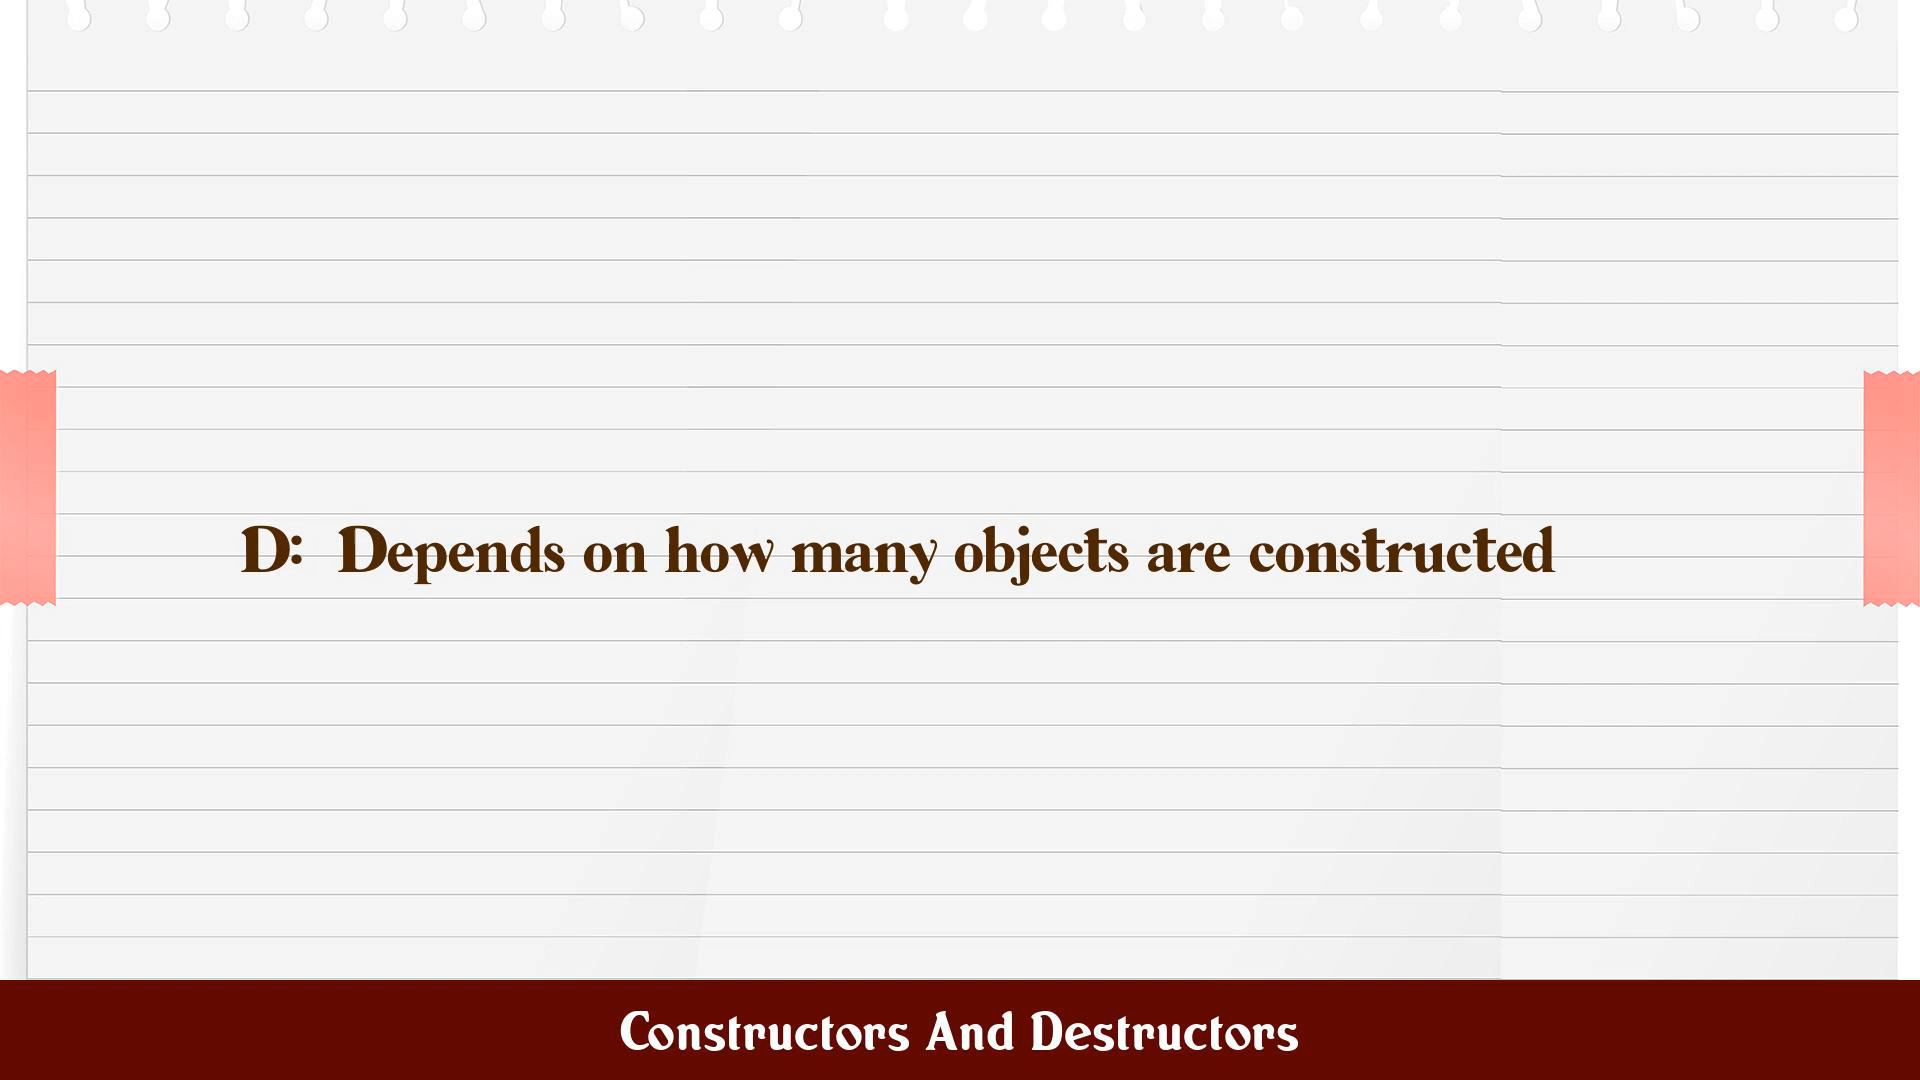 D: Depends on how many objects are constructed
Constructors And Destructors